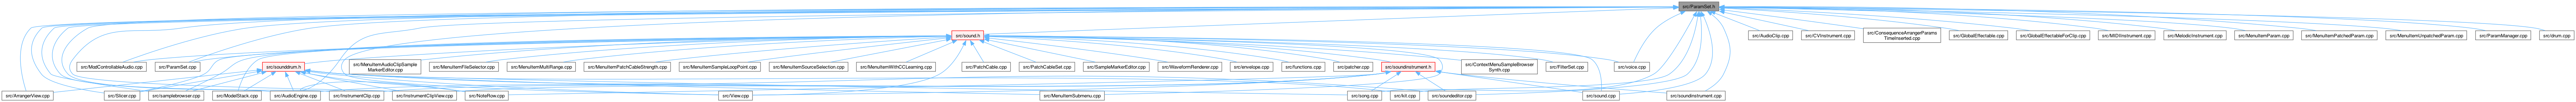 src/ParamSet.h
src/sound.h
src/AudioClip.cpp
src/CVInstrument.cpp
src/ConsequenceArrangerParams
TimeInserted.cpp
src/GlobalEffectable.cpp
src/GlobalEffectableForClip.cpp
src/MIDIInstrument.cpp
src/MelodicInstrument.cpp
src/MenuItemParam.cpp
src/MenuItemPatchedParam.cpp
src/MenuItemUnpatchedParam.cpp
src/ParamManager.cpp
src/drum.cpp
src/ModControllableAudio.cpp
src/ParamSet.cpp
src/sounddrum.h
src/MenuItemAudioClipSample
MarkerEditor.cpp
src/MenuItemFileSelector.cpp
src/MenuItemMultiRange.cpp
src/MenuItemPatchCableStrength.cpp
src/MenuItemSampleLoopPoint.cpp
src/MenuItemSourceSelection.cpp
src/MenuItemWithCCLearning.cpp
src/PatchCable.cpp
src/PatchCableSet.cpp
src/SampleMarkerEditor.cpp
src/WaveformRenderer.cpp
src/envelope.cpp
src/functions.cpp
src/patcher.cpp
src/soundinstrument.h
src/ContextMenuSampleBrowser
Synth.cpp
src/FilterSet.cpp
src/voice.cpp
src/ArrangerView.cpp
src/Slicer.cpp
src/samplebrowser.cpp
src/ModelStack.cpp
src/AudioEngine.cpp
src/InstrumentClip.cpp
src/InstrumentClipView.cpp
src/NoteRow.cpp
src/View.cpp
src/MenuItemSubmenu.cpp
src/song.cpp
src/kit.cpp
src/soundeditor.cpp
src/sound.cpp
src/soundinstrument.cpp